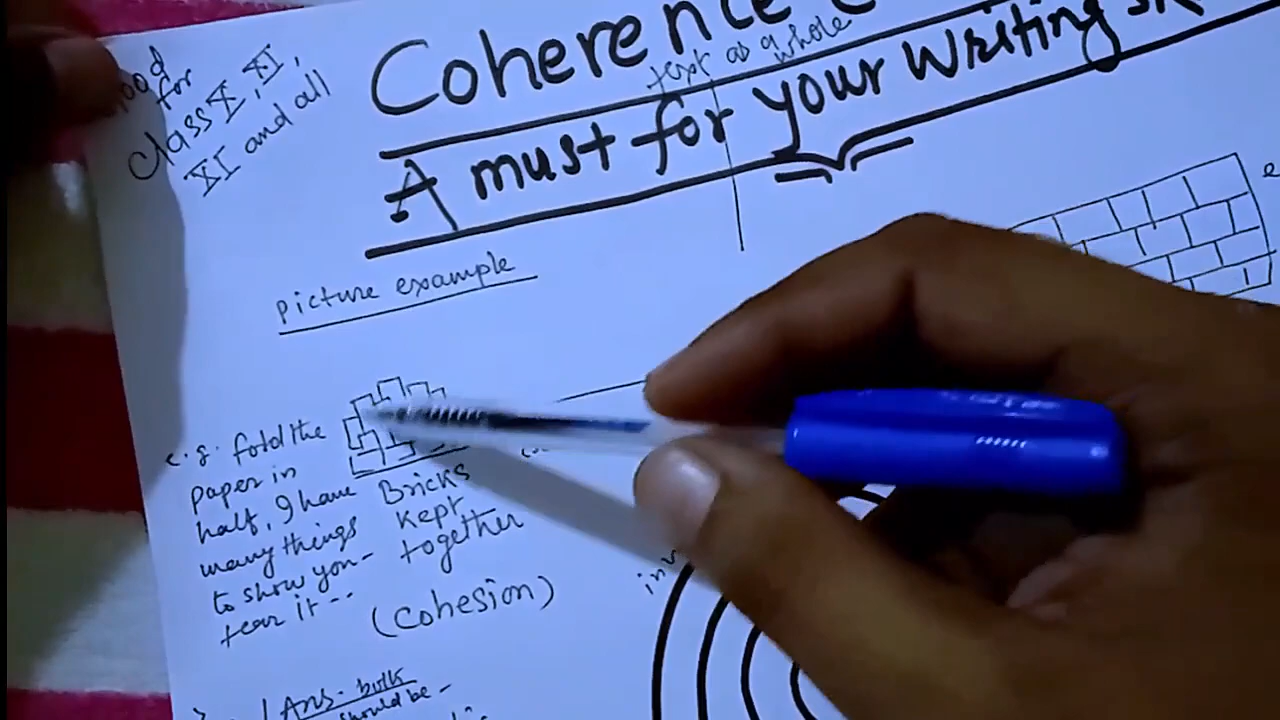 Coherence
text as a whole
A must for your Writing
Good
for
class X, XI,
XI and all
picture example
e.g. fold the
paper in
half, I have
many things
to show you-
tear it --
Bricks
kept
together
(Cohesion)
Ans- bulk
should be -